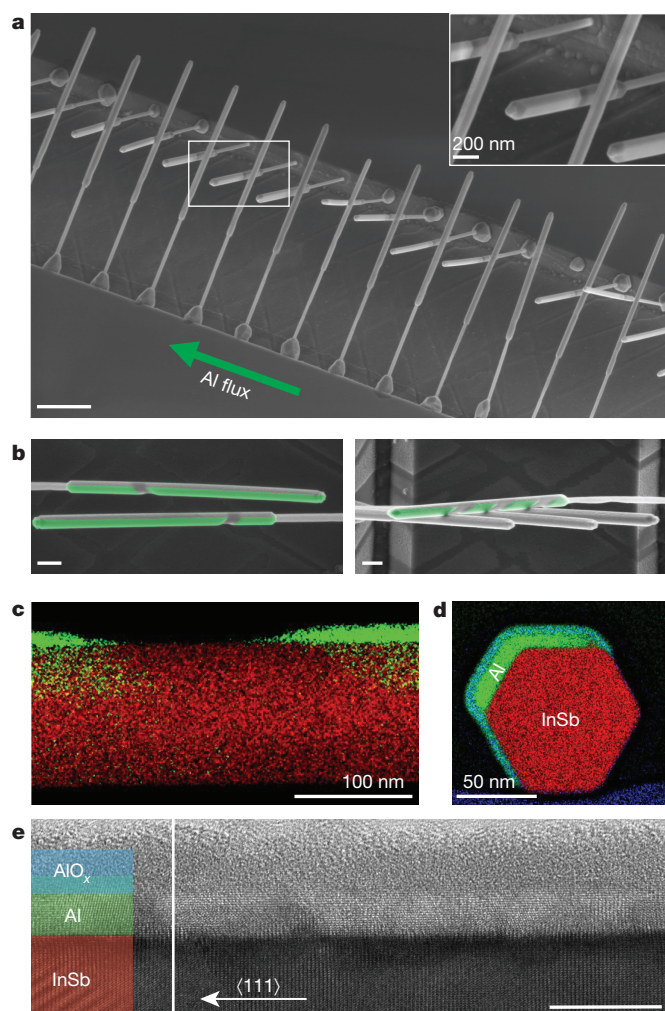 a
200 nm
Al flux
b
c
d
Al
InSb
100 nm
50 nm
e
AlOx
Al
InSb
⟨111⟩